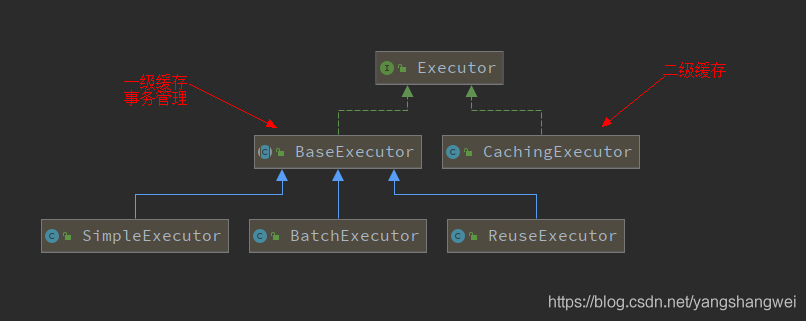 Executor
一级缓存
事务管理
二级缓存
BaseExecutor
CachingExecutor
SimpleExecutor
BatchExecutor
ReuseExecutor
https://blog.csdn.net/yangshangwei